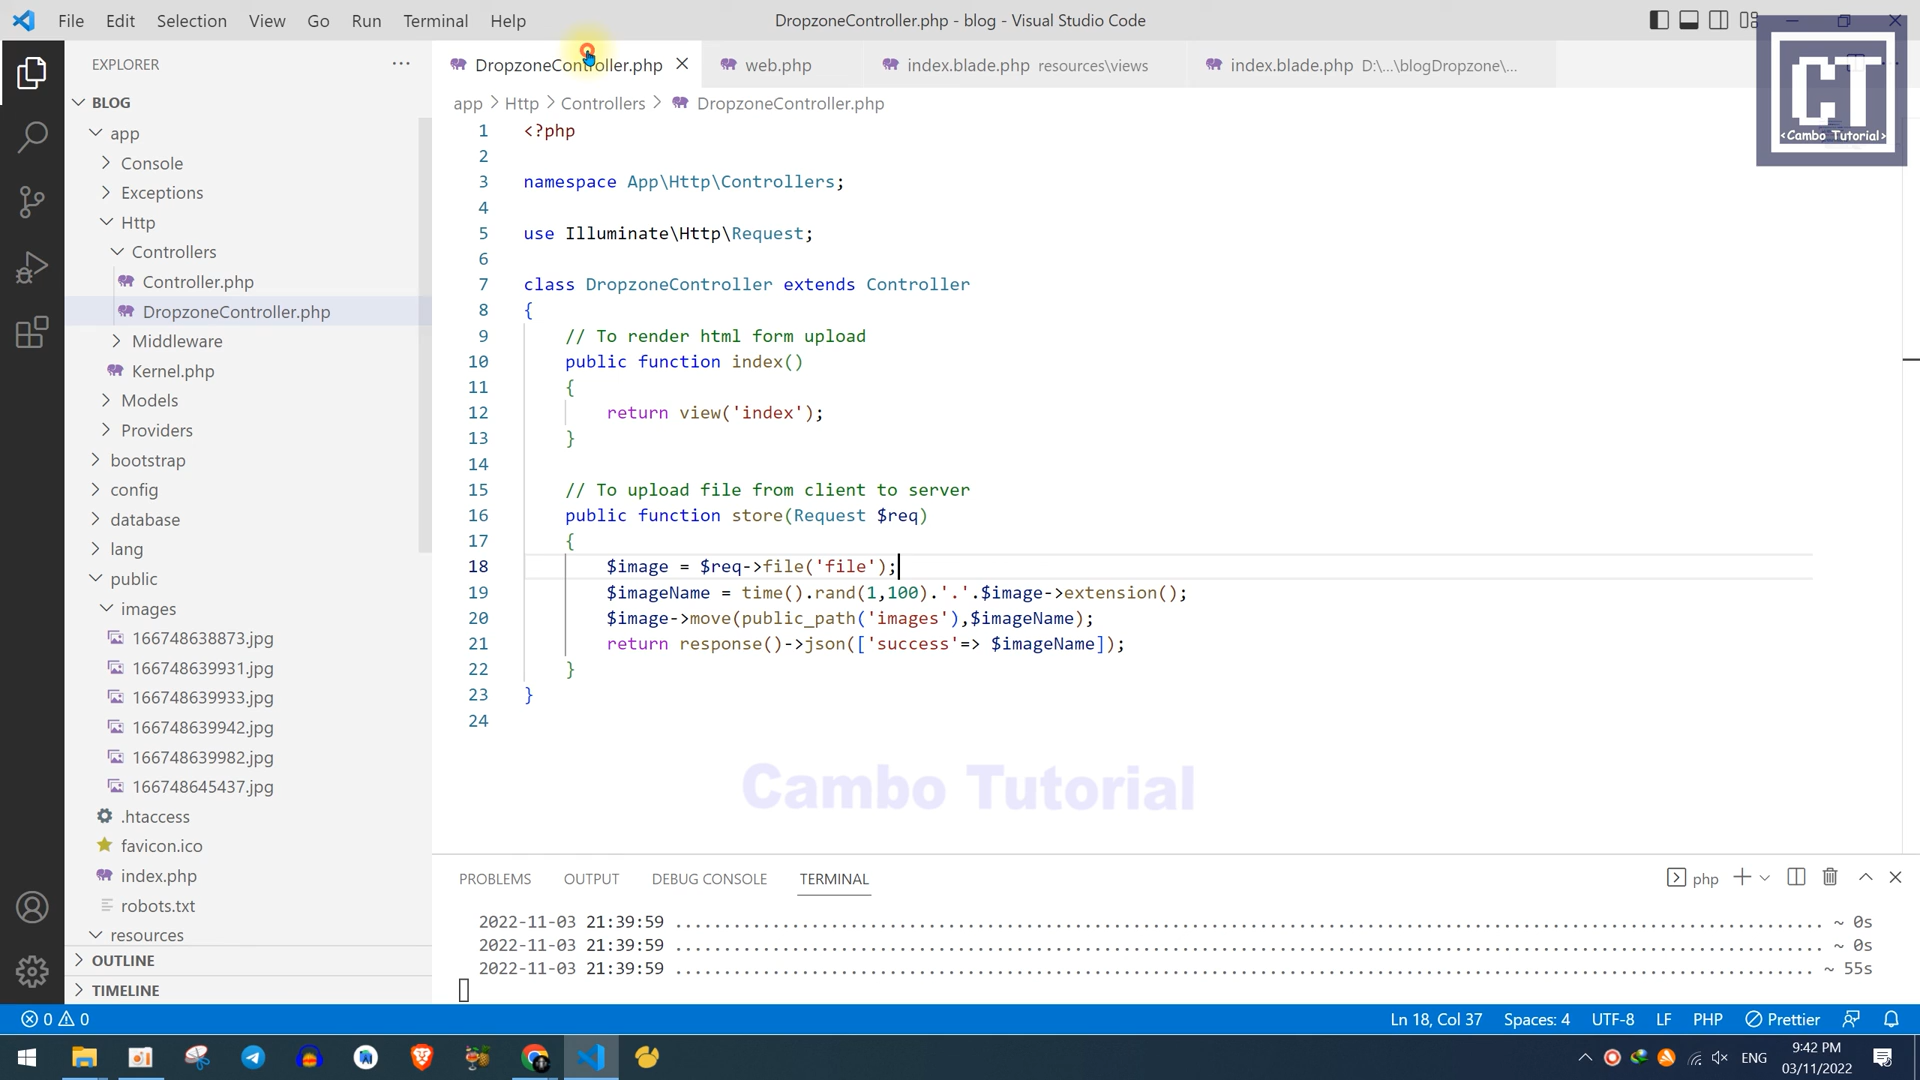 File Edit Selection View Go Run Terminal Help
DropzoneController.php - blog - Visual Studio Code
EXPLORER
DropzoneController.php
web.php
index.blade.php resources\views
index.blade.php D:\...\blogDropzone\...
CT
<Cambo Tutorial>
BLOG
app > Http > Controllers > DropzoneController.php
app
Console
Exceptions
Http
Controllers
Controller.php
DropzoneController.php
Middleware
Kernel.php
Models
Providers
bootstrap
config
database
lang
public
images
166748638873.jpg
166748639931.jpg
166748639933.jpg
166748639942.jpg
166748639982.jpg
166748645437.jpg
.htaccess
favicon.ico
index.php
robots.txt
resources
OUTLINE
TIMELINE
1 <?php
2
3 namespace App\Http\Controllers;
4
5 use Illuminate\Http\Request;
6
7 class DropzoneController extends Controller
8 {
9 // To render html form upload
10 public function index()
11 {
12 return view('index');
13 }
14
15 // To upload file from client to server
16 public function store(Request $req)
17 {
18 $image = $req->file('file');
19 $imageName = time().rand(1,100).'.'.$image->extension();
20 $image->move(public_path('images'),$imageName);
21 return response()->json(['success'=> $imageName]);
22 }
23 }
24
Cambo Tutorial
PROBLEMS OUTPUT DEBUG CONSOLE TERMINAL
php
2022-11-03 21:39:59 ........ ~ 0s
2022-11-03 21:39:59 ........ ~ 0s
2022-11-03 21:39:59 ........ ~ 55s
0 0
Ln 18, Col 37 Spaces: 4 UTF-8 LF PHP Prettier
ENG
9:42 PM
03/11/2022